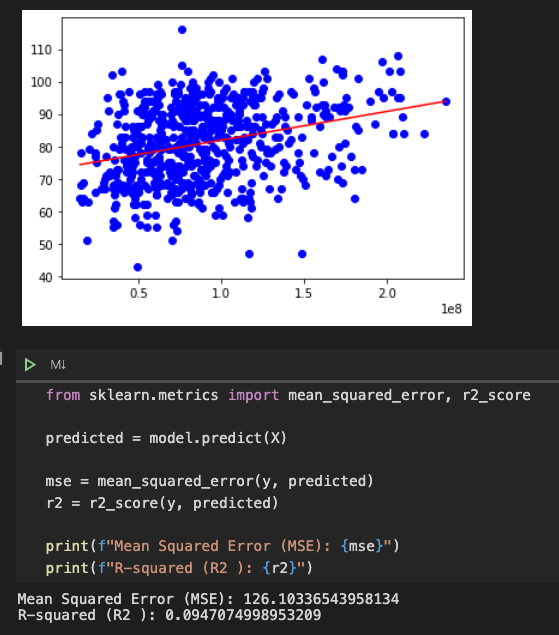 110
100
90
80
70
60
50
40
0.5 1.0 1.5 2.0
1e8
M↓
from sklearn.metrics import mean_squared_error, r2_score
predicted = model.predict(X)
mse = mean_squared_error(y, predicted)
r2 = r2_score(y, predicted)
print(f"Mean Squared Error (MSE): {mse}")
print(f"R-squared (R2 ): {r2}")
Mean Squared Error (MSE): 126.10336543958134
R-squared (R2 ): 0.0947074998953209